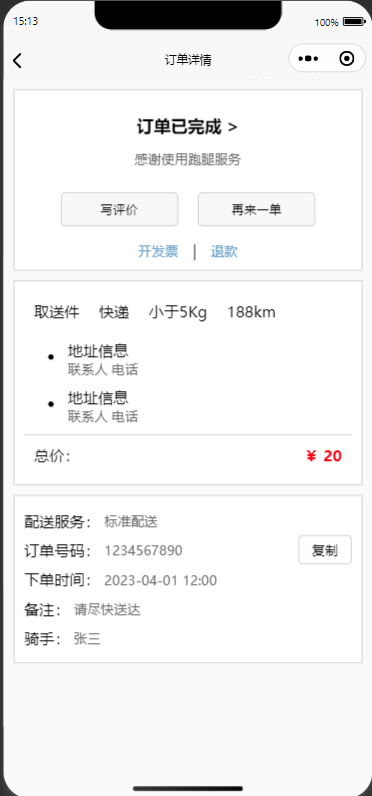 15:13
100%
订单详情
订单已完成 >
感谢使用跑腿服务
写评价 再来一单
开发票 | 退款
取送件 快递 小于5Kg 188km
地址信息
联系人 电话
地址信息
联系人 电话
总价: ¥ 20
配送服务: 标准配送
订单号码: 1234567890 复制
下单时间: 2023-04-01 12:00
备注: 请尽快送达
骑手: 张三